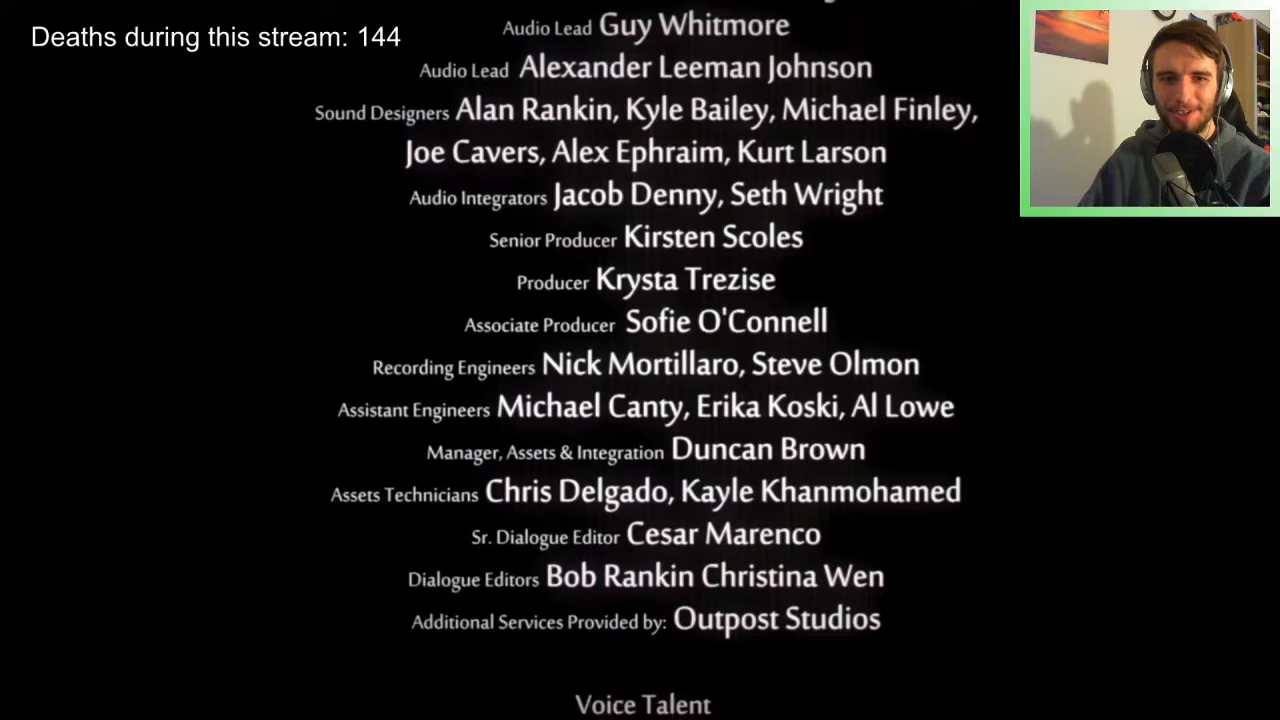 Deaths during this stream: 144
Audio Lead Guy Whitmore
Audio Lead Alexander Leeman Johnson
Sound Designers Alan Rankin, Kyle Bailey, Michael Finley,
Joe Cavers, Alex Ephraim, Kurt Larson
Audio Integrators Jacob Denny, Seth Wright
Senior Producer Kirsten Scoles
Producer Krysta Trezise
Associate Producer Sofie O'Connell
Recording Engineers Nick Mortillaro, Steve Olmon
Assistant Engineers Michael Canty, Erika Koski, Al Lowe
Manager, Assets & Integration Duncan Brown
Assets Technicians Chris Delgado, Kayle Khanmohamed
Sr. Dialogue Editor Cesar Marenco
Dialogue Editors Bob Rankin Christina Wen
Additional Services Provided by: Outpost Studios
Voice Talent